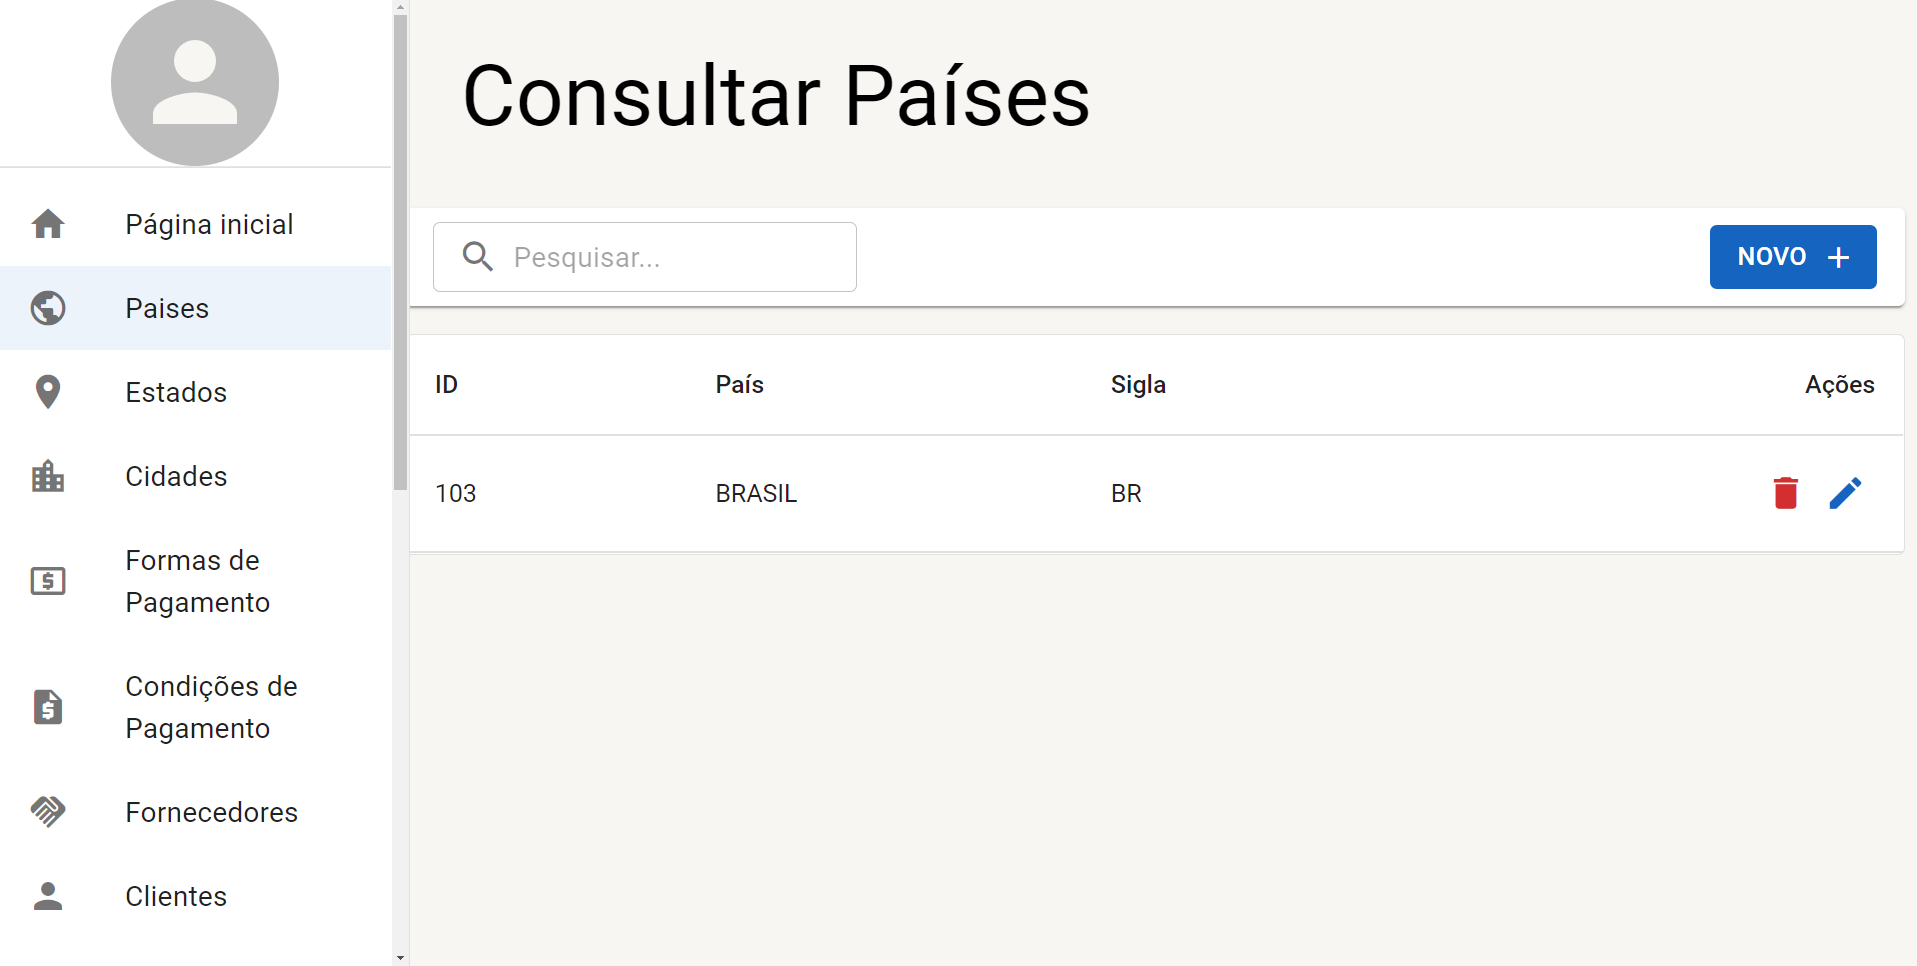 Consultar Países
Página inicial
Paises
Estados
Cidades
Formas de
Pagamento
Condições de
Pagamento
Fornecedores
Clientes
Pesquisar...
NOVO +
ID País Sigla Ações
103 BRASIL BR